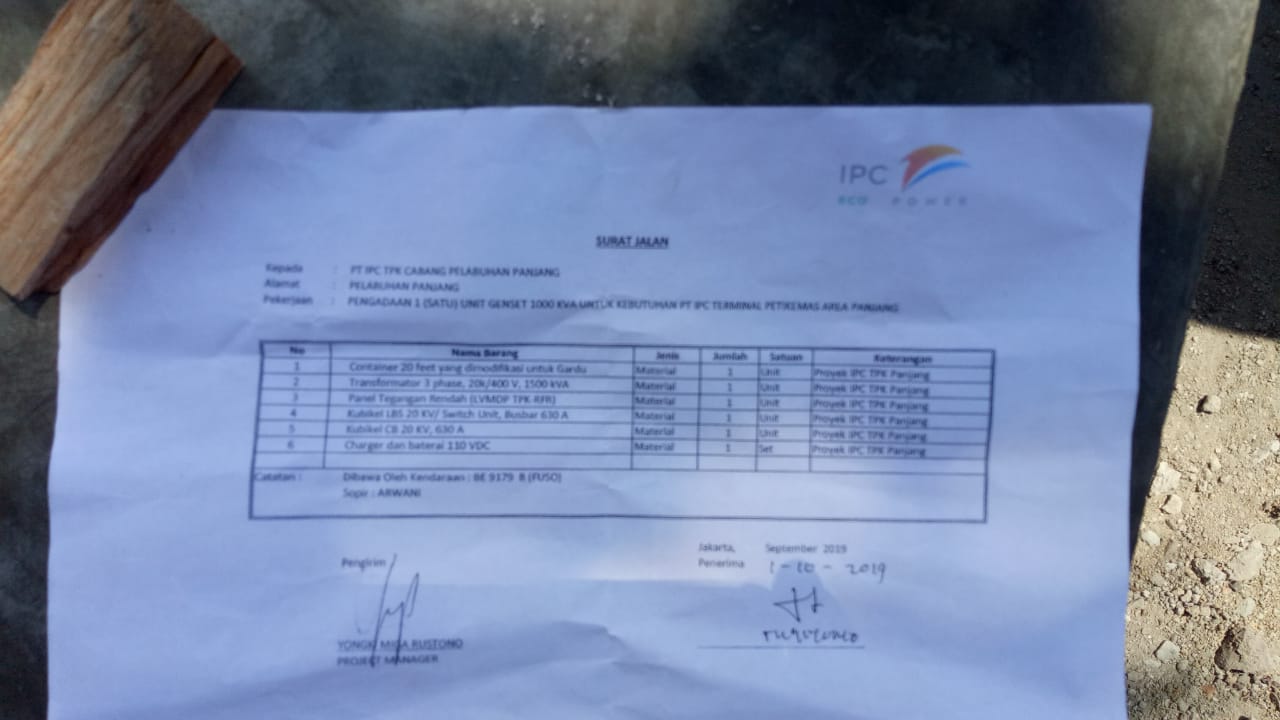 IPC
ECO POWER
SURAT JALAN
Kepada : PT IPC TPK CABANG PELABUHAN PANJANG
Alamat : PELABUHAN PANJANG
Pekerjaan : PENGADAAN 1 (SATU) UNIT GENSET 1000 KVA UNTUK KEBUTUHAN PT IPC TERMINAL PETIKEMAS AREA PANJANG
No Nama Barang Jenis Jumlah Satuan Keterangan
1 Container 20 feet yang dimodifikasi untuk Gardu Material 1 Unit Proyek IPC TPK Panjang
2 Transformator 3 phase, 20k/400 V, 1500 kVA Material 1 Unit Proyek IPC TPK Panjang
3 Panel Tegangan Rendah (LVMDP TPK-RFR) Material 1 Unit Proyek IPC TPK Panjang
4 Kubikel LBS 20 KV/ Switch Unit, Busbar 630 A Material 1 Unit Proyek IPC TPK Panjang
5 Kubikel CB 20 KV, 630 A Material 1 Unit Proyek IPC TPK Panjang
6 Charger dan baterai 110 VDC Material 1 Set Proyek IPC TPK Panjang
Catatan : Dibawa Oleh Kendaraan : BE 9179 B (FUSO)
Sopir : ARWANI
Jakarta, September 2019
Pengirim Penerima 1-10-2019
YONGKI MIGA RUSTONO
PROJECT MANAGER